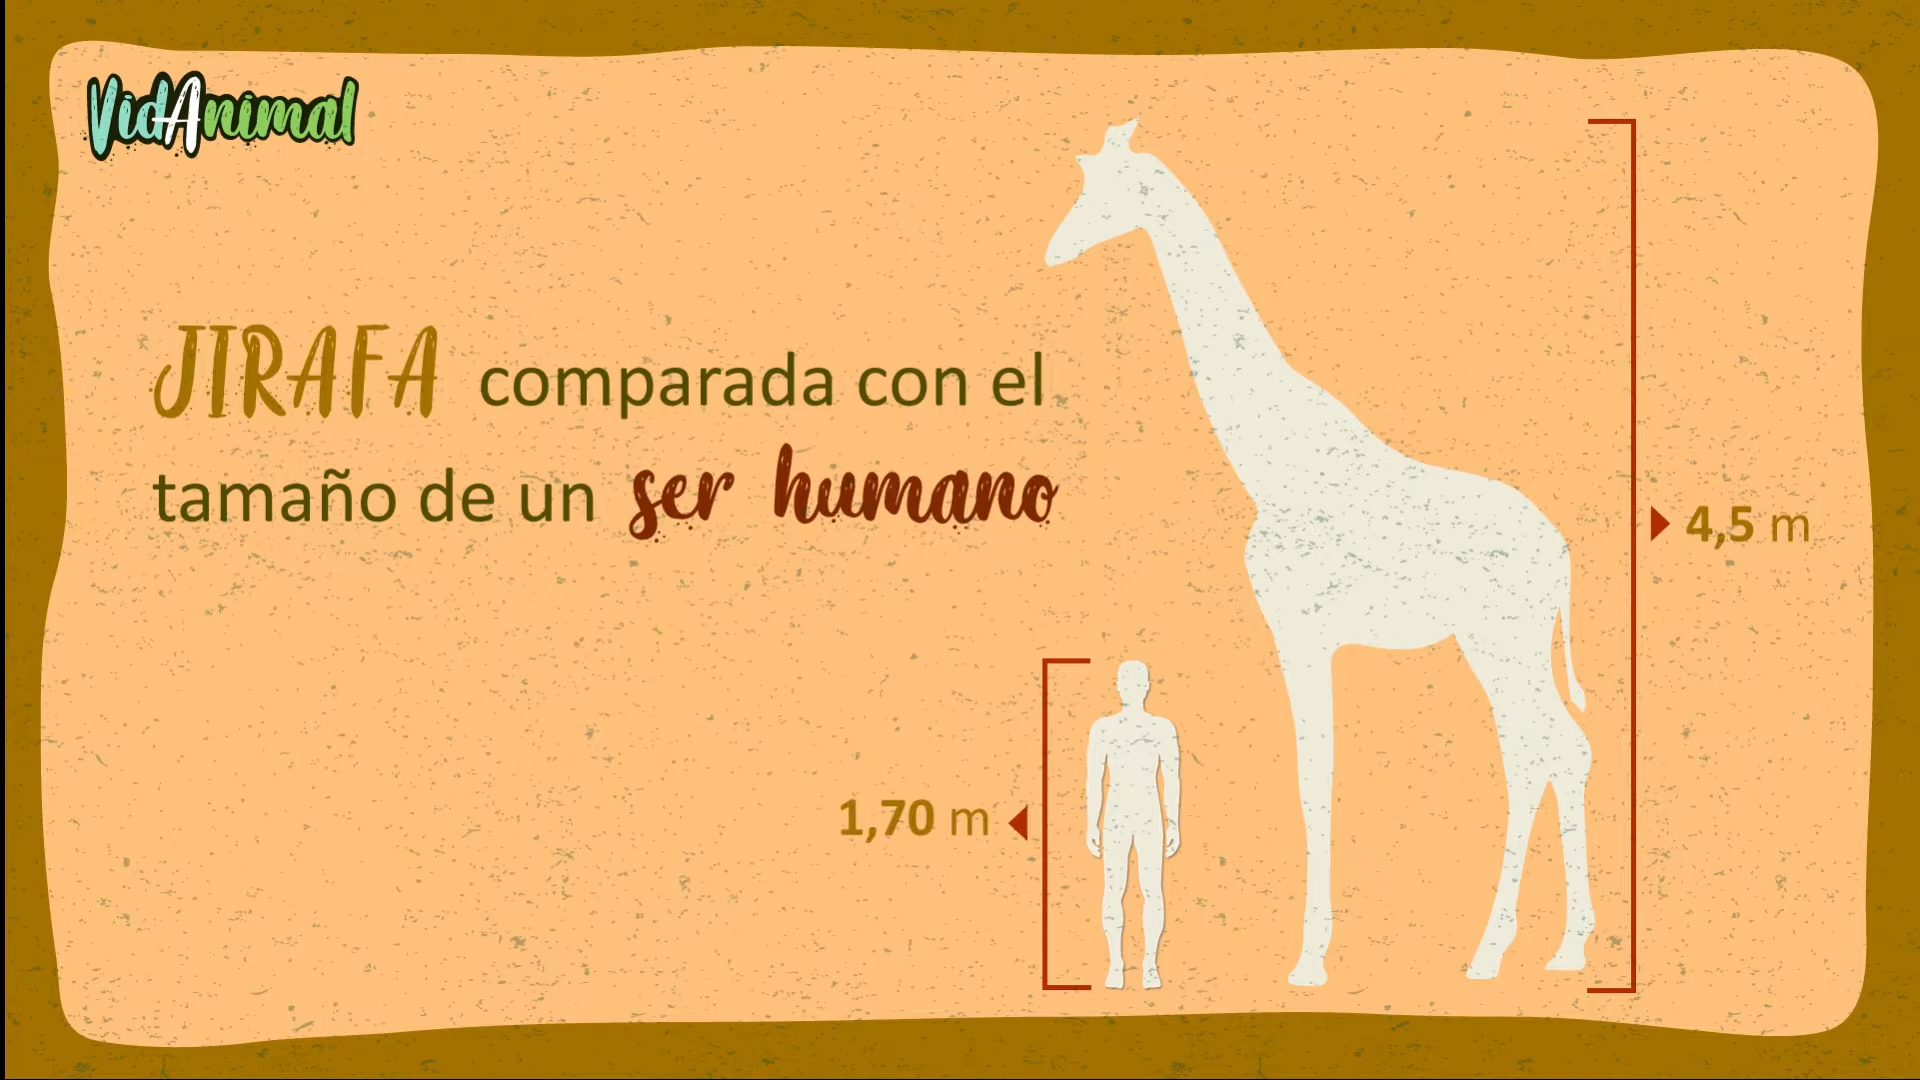 VidAnimal
JIRAFA comparada con el
tamaño de un ser humano
4,5 m
1,70 m